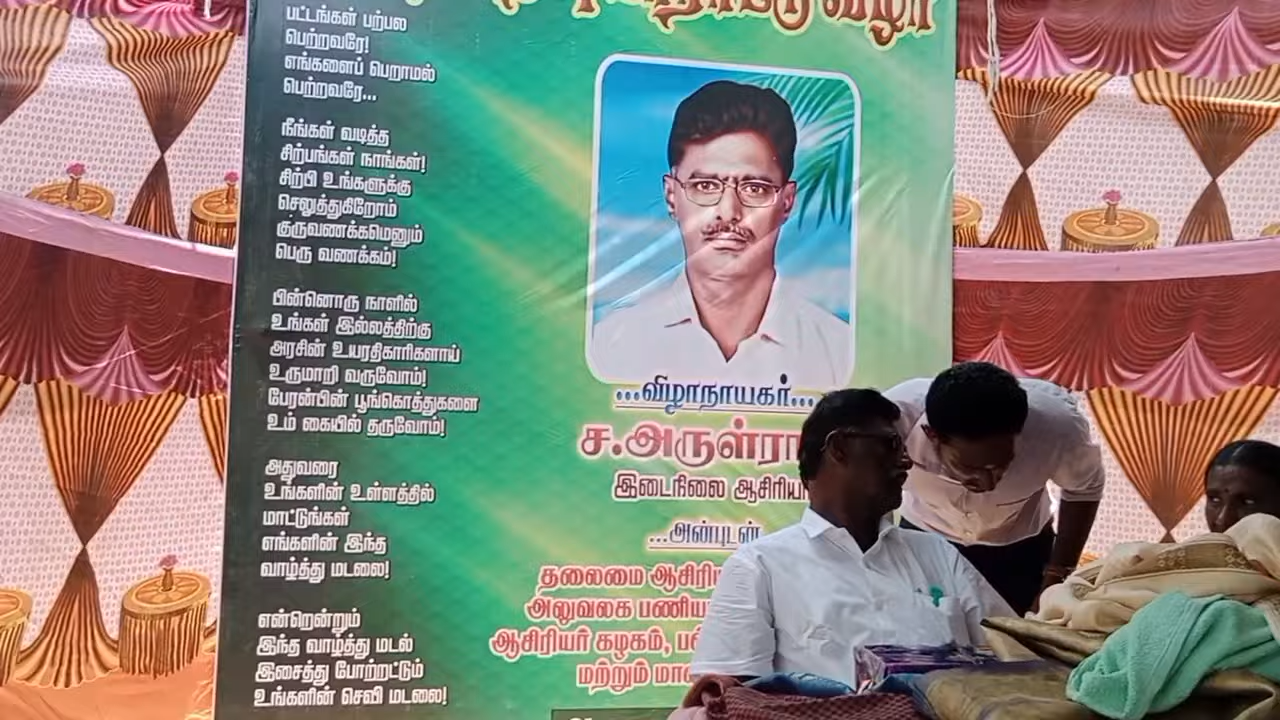 பட்டங்கள் பற்பல
பெற்றவரே!
எங்களைப் பெறாமல்
பெற்றவரே...
நீங்கள் வடித்த
சிற்பங்கள் நாங்கள்!
சிற்பி உங்களுக்கு
செலுத்துகிறோம்
குருவணக்கமெனும்
பெரு வணக்கம்!
பின்னொரு நாளில்
உங்கள் இல்லத்திற்கு
அரசின் உயரதிகாரிகளாய்
உருமாறி வருவோம்!
பேரன்பின் பூங்கொத்துகளை
உம் கையில் தருவோம்!
அதுவரை
உங்களின் உள்ளத்தில்
மாட்டுங்கள்
எங்களின் இந்த
வாழ்த்து மடலை!
என்றென்றும்
இந்த வாழ்த்து மடல்
இசைத்து போற்றட்டும்
உங்களின் செவி மடலை!
...விழாநாயகர்...
ச.அருள்ரா
இடைநிலை ஆசிரிய
...அன்புடன்
தலைமை ஆசிரி
அலுவலக பணிய
ஆசிரியர் கழகம்,
மற்றும் மா